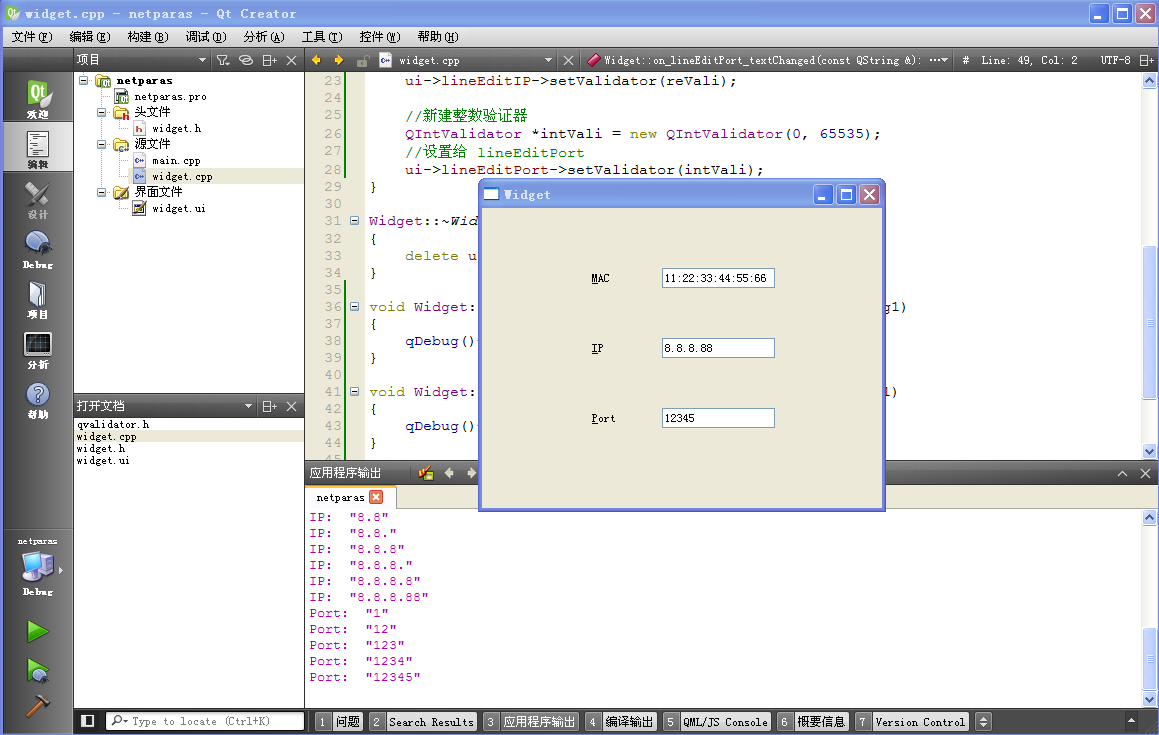 widget.cpp - netparas - Qt Creator
文件(F) 编辑(E) 构建(B) 调试(D) 分析(A) 工具(T) 控件(W) 帮助(H)
项目
widget.cpp
Widget::on_lineEditPort_textChanged(const QString &): ...
# Line: 49, Col: 2
UTF-8
Qt
欢迎
编辑
设计
Debug
项目
分析
帮助
netparas
Debug
netparas
netparas.pro
头文件
widget.h
源文件
main.cpp
widget.cpp
界面文件
widget.ui
打开文档
qvalidator.h
widget.cpp
widget.h
widget.ui
23 ui->lineEditIP->setValidator(reVali);
24
25 //新建整数验证器
26 QIntValidator *intVali = new QIntValidator(0, 65535);
27 //设置给 lineEditPort
28 ui->lineEditPort->setValidator(intVali);
29 }
30
31 Widget::~Wid
32 {
33 delete u
34 }
35
36 void Widget: g1)
37 {
38 qDebug()
39 }
40
41 void Widget: 1)
42 {
43 qDebug()
44 }
45
Widget
MAC 11:22:33:44:55:66
IP 8.8.8.88
Port 12345
应用程序输出
netparas
IP: "8.8"
IP: "8.8."
IP: "8.8.8"
IP: "8.8.8."
IP: "8.8.8.8"
IP: "8.8.8.88"
Port: "1"
Port: "12"
Port: "123"
Port: "1234"
Port: "12345"
Type to locate (Ctrl+K)
1 问题 2 Search Results 3 应用程序输出 4 编译输出 5 QML/JS Console 6 概要信息 7 Version Control